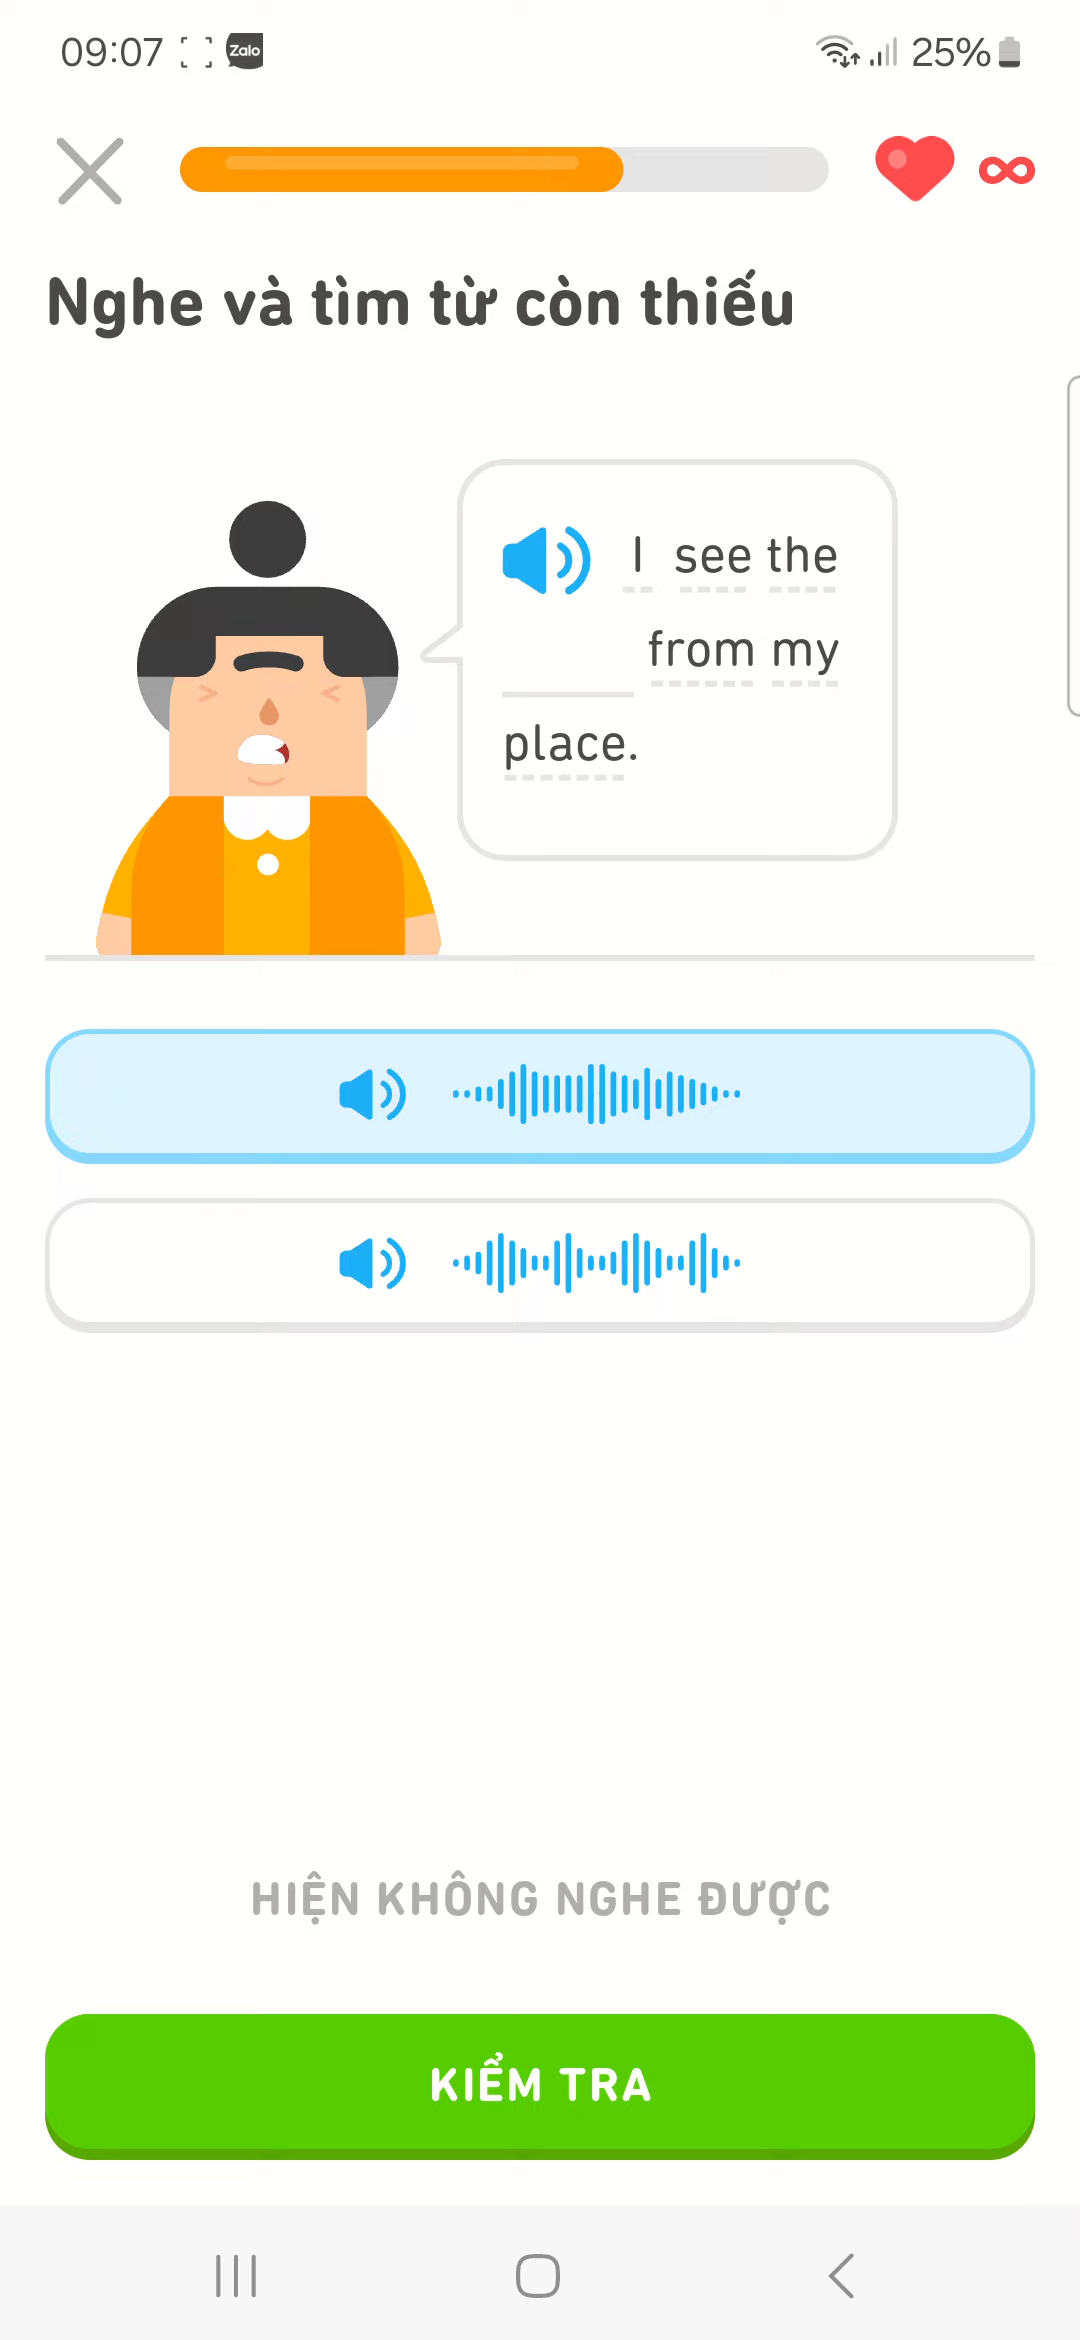 09:07 Zalo 25%
Nghe và tìm từ còn thiếu
I see the
from my
place.
HIỆN KHÔNG NGHE ĐƯỢC
KIỂM TRA